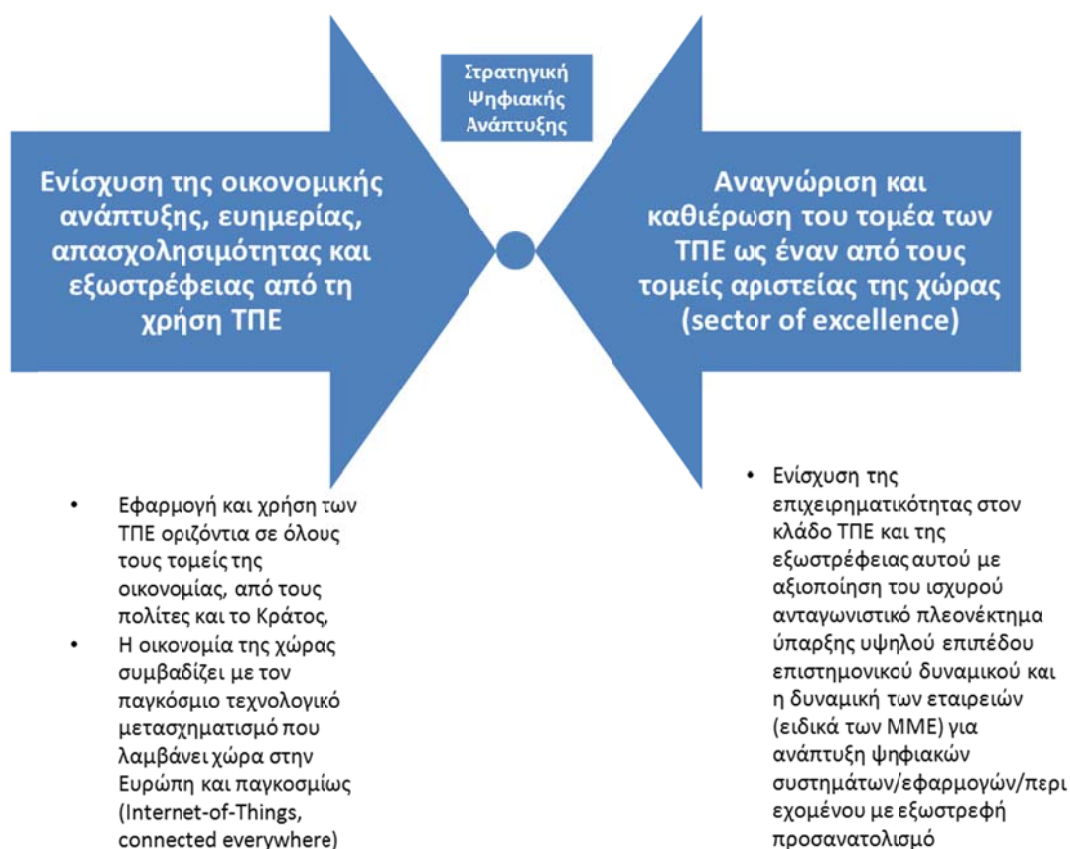 Στρατηγική
Ψηφιακής
Ανάπτυξης
Ενίσχυση της οικονομικής
ανάπτυξης, ευημερίας,
απασχολησιμότητας και
εξωστρέφειας από τη
χρήση ΤΠΕ
Αναγνώριση και
καθιέρωση του τομέα των
ΤΠΕ ως έναν από τους
τομείς αριστείας της χώρας
(sector of excellence)
• Εφαρμογή και χρήση των
ΤΠΕ οριζόντια σε όλους
τους τομείς της
οικονομίας, από τους
πολίτες και το Κράτος,
• Η οικονομία της χώρας
συμβαδίζει με τον
παγκόσμιο τεχνολογικό
μετασχηματισμό που
λαμβάνει χώρα στην
Ευρώπη και παγκοσμίως
(Internet-of-Things,
connected everywhere)
• Ενίσχυση της
επιχειρηματικότητας στον
κλάδο ΤΠΕ και της
εξωστρέφειας αυτού με
αξιοποίηση του ισχυρού
ανταγωνιστικό πλεονέκτημα
ύπαρξης υψηλού επιπέδου
επιστημονικού δυναμικού και
η δυναμική των εταιρειών
(ειδικά των ΜΜΕ) για
ανάπτυξη ψηφιακών
συστημάτων/εφαρμογών/περι
εχομένου με εξωστρεφή
προσανατολισμό